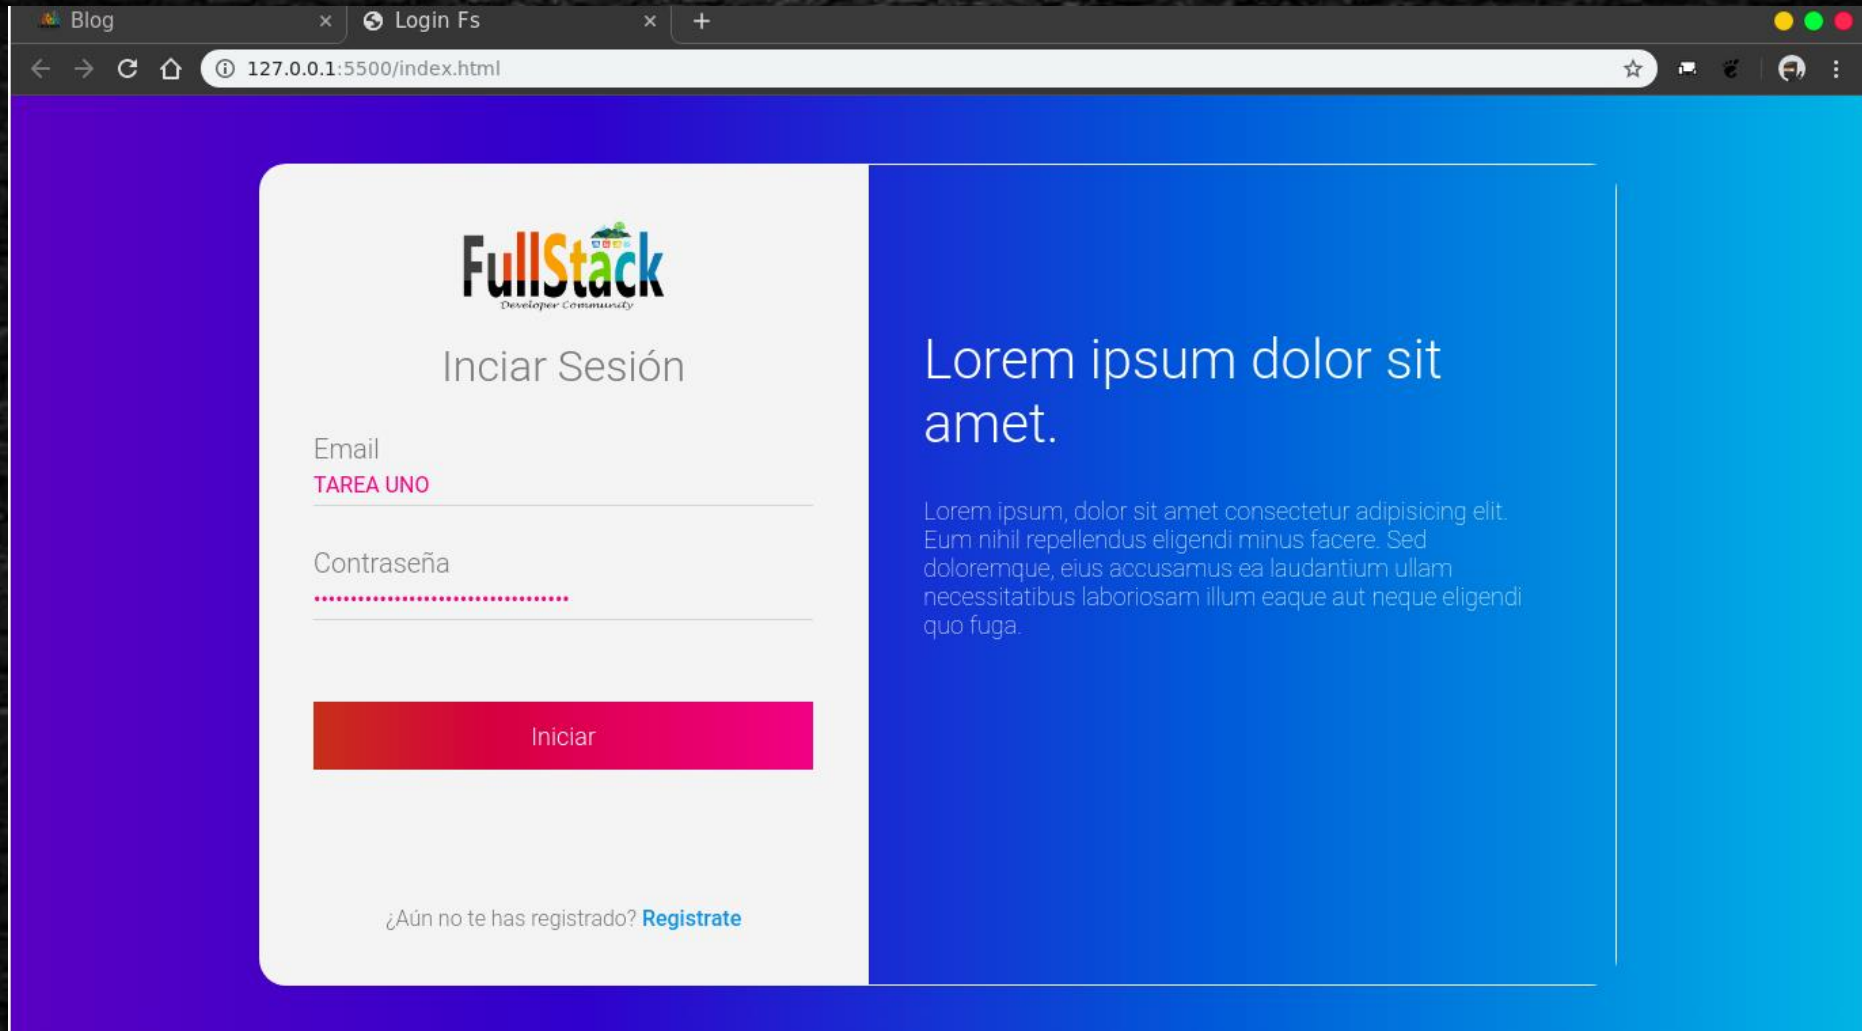 Blog
Login Fs
127.0.0.1:5500/index.html
FullStack
Developer Community
Inciar Sesión
Email
TAREA UNO
Contraseña
Iniciar
¿Aún no te has registrado? Registrate
Lorem ipsum dolor sit
amet.
Lorem ipsum, dolor sit amet consectetur adipisicing elit.
Eum nihil repellendus eligendi minus facere. Sed
doloremque, eius accusamus ea laudantium ullam
necessitatibus laboriosam illum eaque aut neque eligendi
quo fuga.